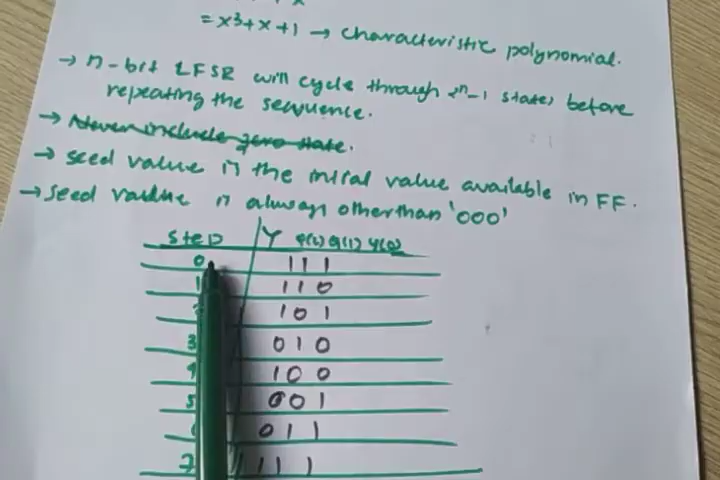 = x³+x+1 → characteristic polynomial.
→ n-bit LFSR will cycle through 2ⁿ-1 states before
repeating the sequence.
→ Never include zero state.
→ seed value is the initial value available in FF.
→ seed value is always other than '000'
Step Y q(2) q(1) q(0)
0 1 1 1
1 1 1 0
1 0 1
3 0 1 0
4 1 0 0
5 0 0 1
0 1 1
7 1 1 1